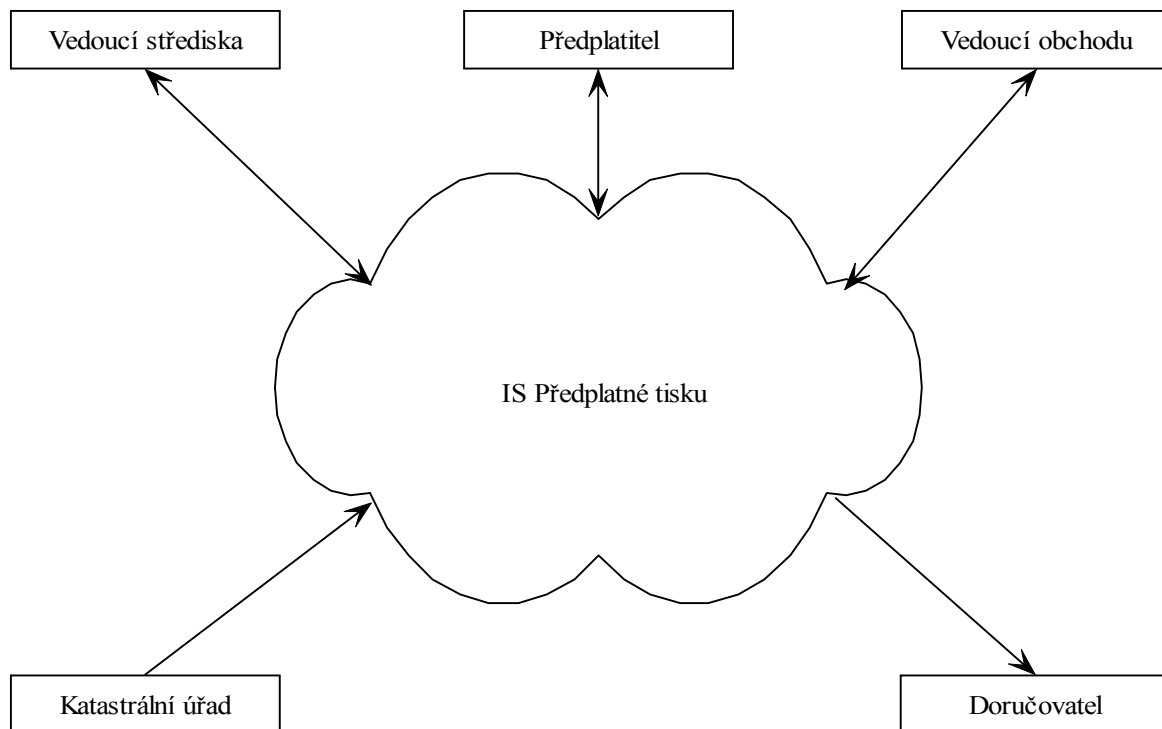 Vedoucí střediska
Předplatitel
Vedoucí obchodu
IS Předplatné tisku
Katastrální úřad
Doručovatel